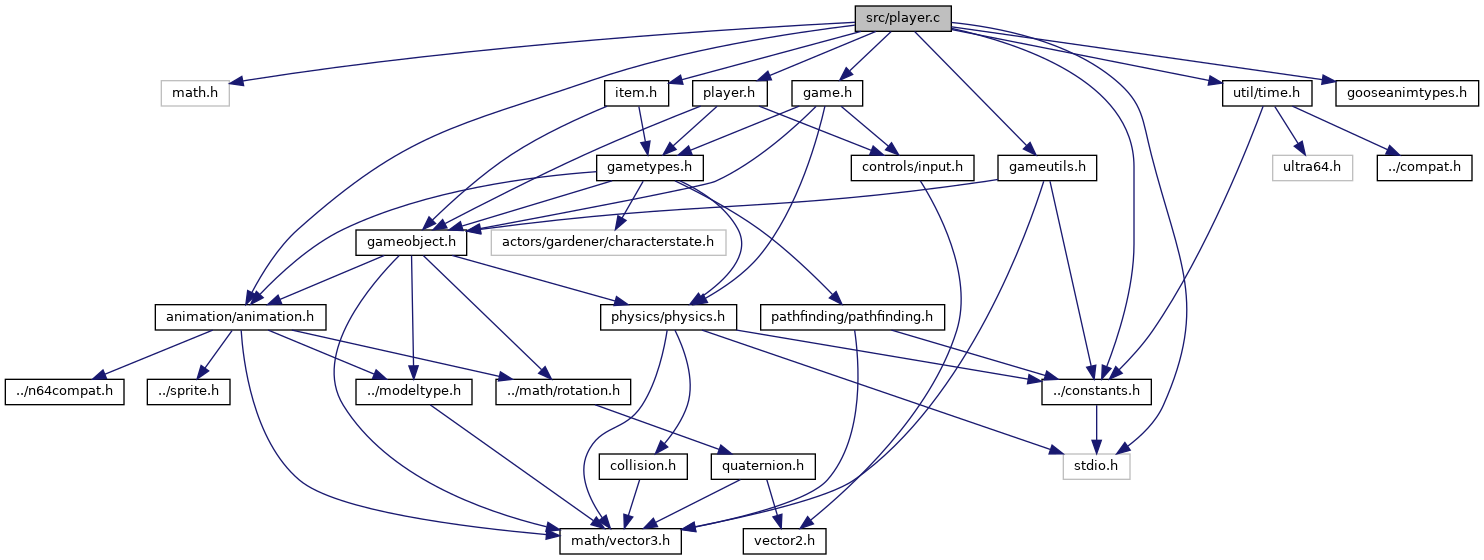 src/player.c
math.h
item.h
player.h
game.h
util/time.h
gooseanimtypes.h
gametypes.h
controls/input.h
gameutils.h
ultra64.h
../compat.h
gameobject.h
actors/gardener/characterstate.h
animation/animation.h
physics/physics.h
pathfinding/pathfinding.h
../n64compat.h
../sprite.h
../modeltype.h
../math/rotation.h
../constants.h
collision.h
quaternion.h
stdio.h
math/vector3.h
vector2.h